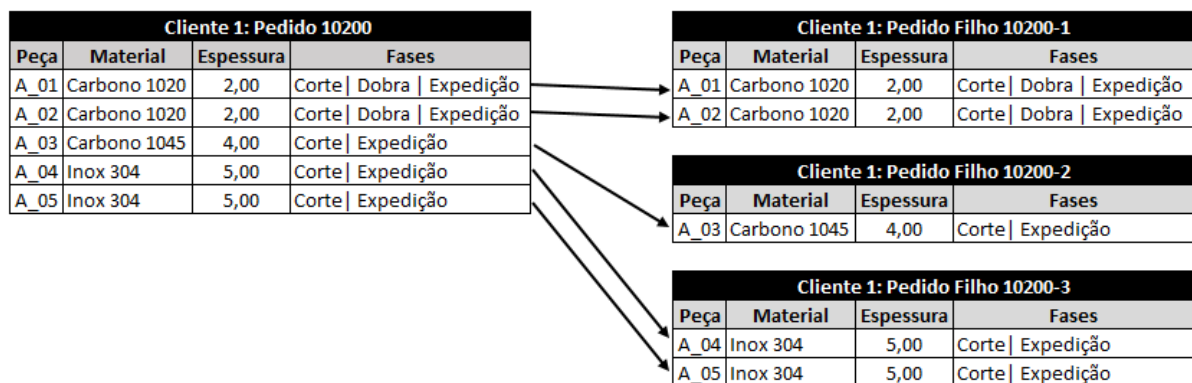 Cliente 1: Pedido 10200
Peça Material Espessura Fases
A_01 Carbono 1020 2,00 Corte| Dobra | Expedição
A_02 Carbono 1020 2,00 Corte| Dobra | Expedição
A_03 Carbono 1045 4,00 Corte| Expedição
A_04 Inox 304 5,00 Corte| Expedição
A_05 Inox 304 5,00 Corte| Expedição
Cliente 1: Pedido Filho 10200-1
Peça Material Espessura Fases
A_01 Carbono 1020 2,00 Corte| Dobra | Expedição
A_02 Carbono 1020 2,00 Corte| Dobra | Expedição
Cliente 1: Pedido Filho 10200-2
Peça Material Espessura Fases
A_03 Carbono 1045 4,00 Corte| Expedição
Cliente 1: Pedido Filho 10200-3
Peça Material Espessura Fases
A_04 Inox 304 5,00 Corte| Expedição
A_05 Inox 304 5,00 Corte| Expedição